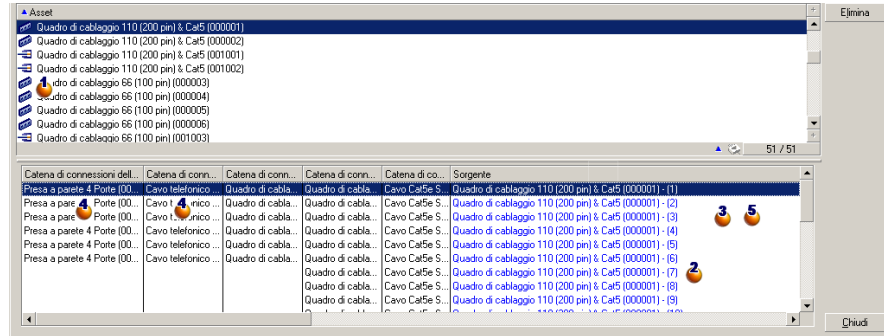 Asset
Elimina
Quadro di cablaggio 110 (200 pin) & Cat5 (000001)
Quadro di cablaggio 110 (200 pin) & Cat5 (000002)
Quadro di cablaggio 110 (200 pin) & Cat5 (001001)
Quadro di cablaggio 110 (200 pin) & Cat5 (001002)
1 dro di cablaggio 66 (100 pin) (000003)
Quadro di cablaggio 66 (100 pin) (000004)
Quadro di cablaggio 66 (100 pin) (000005)
Quadro di cablaggio 66 (100 pin) (000006)
Quadro di cablaggio 66 (100 pin) (001003)
51 / 51
Catena di connessioni dell... Catena di conn... Catena di conn... Catena di conn... Catena di co... Sorgente
Presa a parete 4 Porte (00... Cavo telefonico ... Quadro di cabla... Quadro di cabla... Cavo Cat5e S... Quadro di cablaggio 110 (200 pin) & Cat5 (000001) - (1)
Presa a pare 4 Porte (00... Cavo t 4 nico ... Quadro di cabla... Quadro di cabla... Cavo Cat5e S... Quadro di cablaggio 110 (200 pin) & Cat5 (000001) - (2)
Presa a pare 4 Porte (00... Cavo t nico ... Quadro di cabla... Quadro di cabla... Cavo Cat5e S... Quadro di cablaggio 110 (200 pin) & Cat5 (000001) - (3) 3 5
Presa a parete 4 Porte (00... Cavo telefonico ... Quadro di cabla... Quadro di cabla... Cavo Cat5e S... Quadro di cablaggio 110 (200 pin) & Cat5 (000001) - (4)
Presa a parete 4 Porte (00... Cavo telefonico ... Quadro di cabla... Quadro di cabla... Cavo Cat5e S... Quadro di cablaggio 110 (200 pin) & Cat5 (000001) - (5)
Presa a parete 4 Porte (00... Cavo telefonico ... Quadro di cabla... Quadro di cabla... Cavo Cat5e S... Quadro di cablaggio 110 (200 pin) & Cat5 (000001) - (6)
Quadro di cabla... Cavo Cat5e S... Quadro di cablaggio 110 (200 pin) & Cat5 (000001) - (7) 2
Quadro di cabla... Cavo Cat5e S... Quadro di cablaggio 110 (200 pin) & Cat5 (000001) - (8)
Quadro di cabla... Cavo Cat5e S... Quadro di cablaggio 110 (200 pin) & Cat5 (000001) - (9)
Chiudi